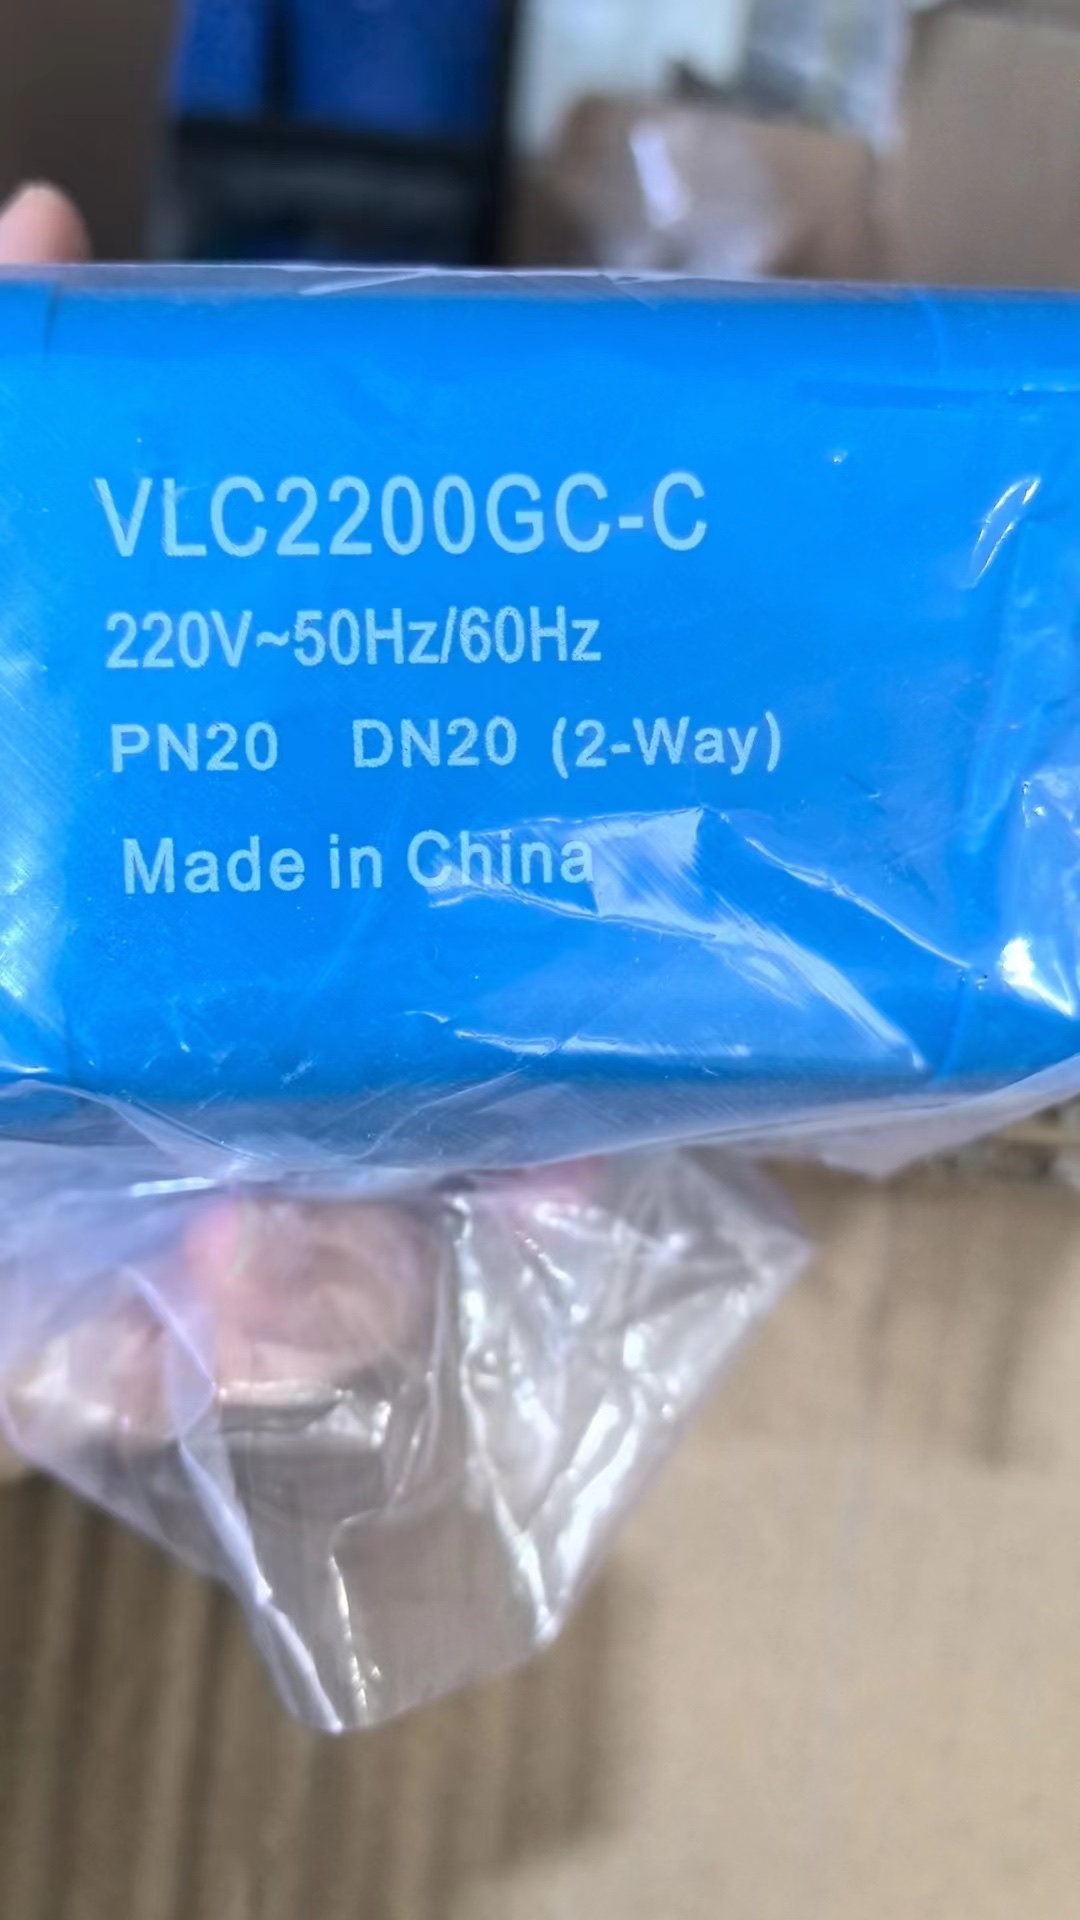 VLC2200GC-C
220V~50Hz/60Hz
PN20 DN20 (2-Way)
Made in China